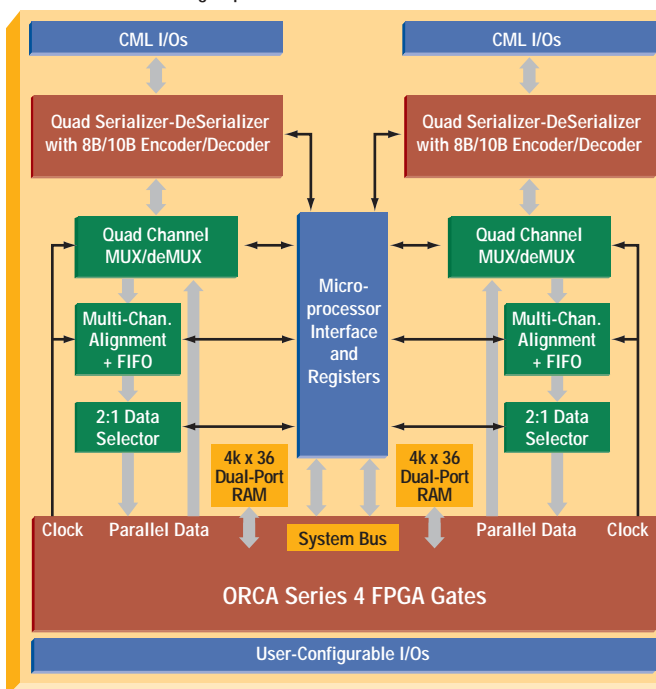 CML I/Os
CML I/Os
Quad Serializer-DeSerializer
with 8B/10B Encoder/Decoder
Quad Serializer-DeSerializer
with 8B/10B Encoder/Decoder
Quad Channel
MUX/deMUX
Micro-
processor
Interface
and
Registers
Quad Channel
MUX/deMUX
Multi-Chan.
Alignment
+ FIFO
Multi-Chan.
Alignment
+ FIFO
2:1 Data
Selector
2:1 Data
Selector
4k x 36
Dual-Port
RAM
4k x 36
Dual-Port
RAM
Clock
Parallel Data
System Bus
Parallel Data
Clock
ORCA Series 4 FPGA Gates
User-Configurable I/Os